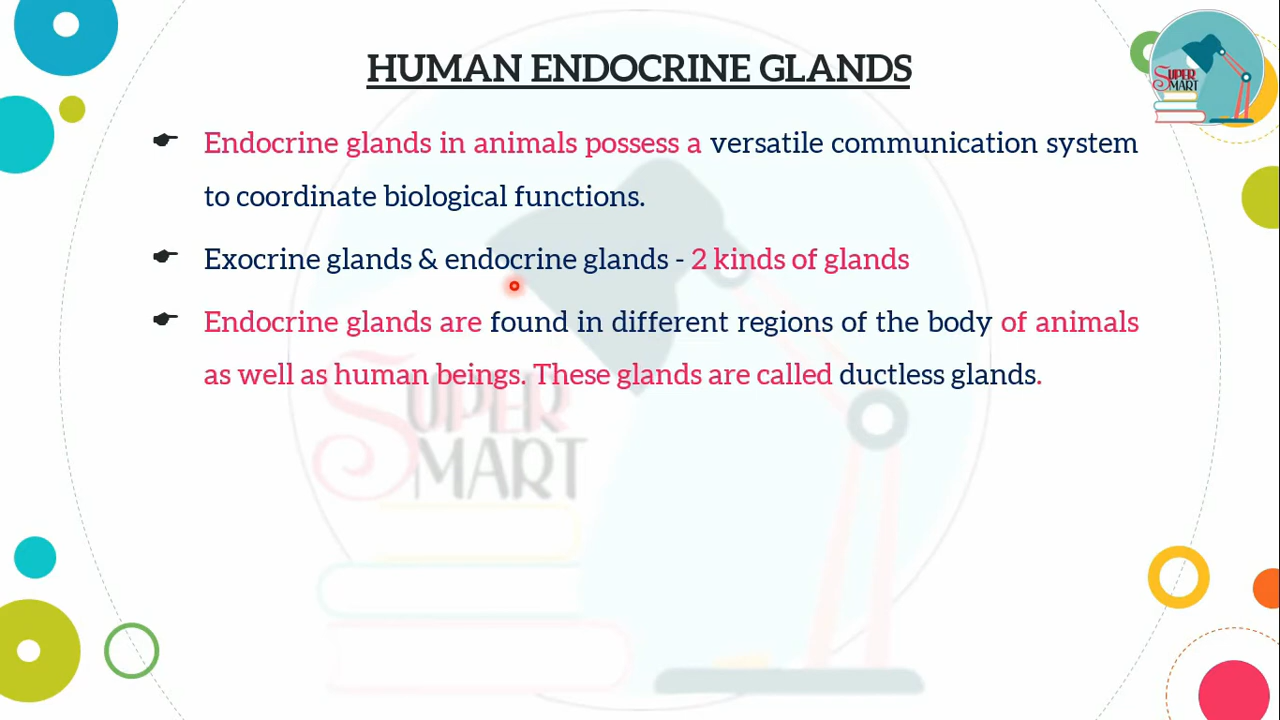 HUMAN ENDOCRINE GLANDS
SUPER
MART
Endocrine glands in animals possess a versatile communication system
to coordinate biological functions.
Exocrine glands & endocrine glands - 2 kinds of glands
Endocrine glands are found in different regions of the body of animals
as well as human beings. These glands are called ductless glands.
SUPER
MART